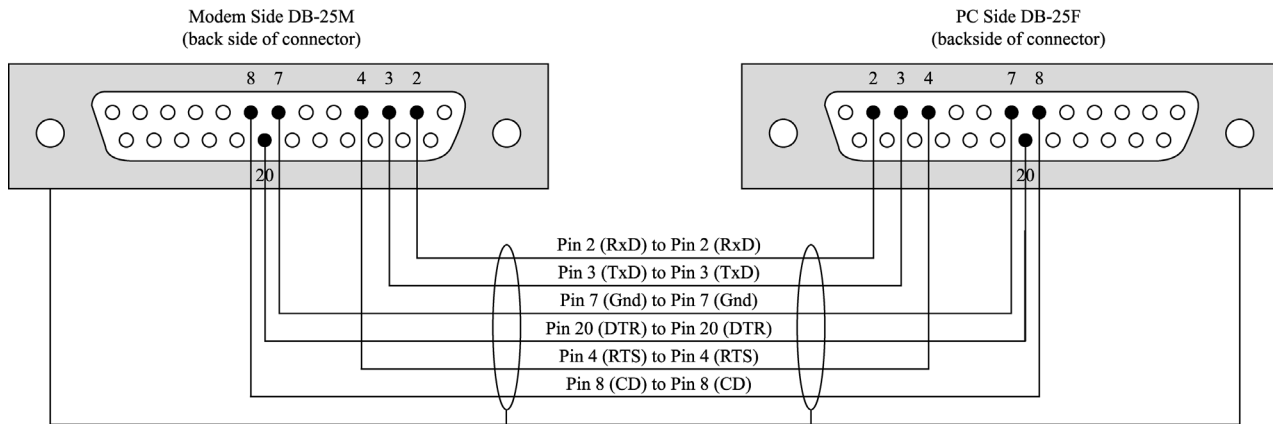 Modem Side DB-25M
(back side of connector)
PC Side DB-25F
(backside of connector)
8 7 4 3 2
20
2 3 4 7 8
20
Pin 2 (RxD) to Pin 2 (RxD)
Pin 3 (TxD) to Pin 3 (TxD)
Pin 7 (Gnd) to Pin 7 (Gnd)
Pin 20 (DTR) to Pin 20 (DTR)
Pin 4 (RTS) to Pin 4 (RTS)
Pin 8 (CD) to Pin 8 (CD)